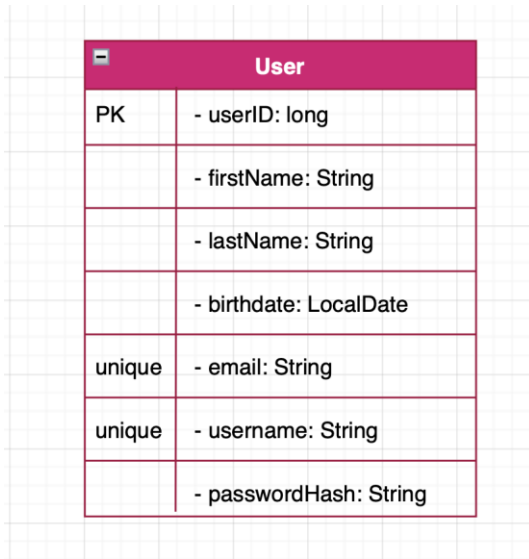 User
PK - userID: long
- firstName: String
- lastName: String
- birthdate: LocalDate
unique - email: String
unique - username: String
- passwordHash: String